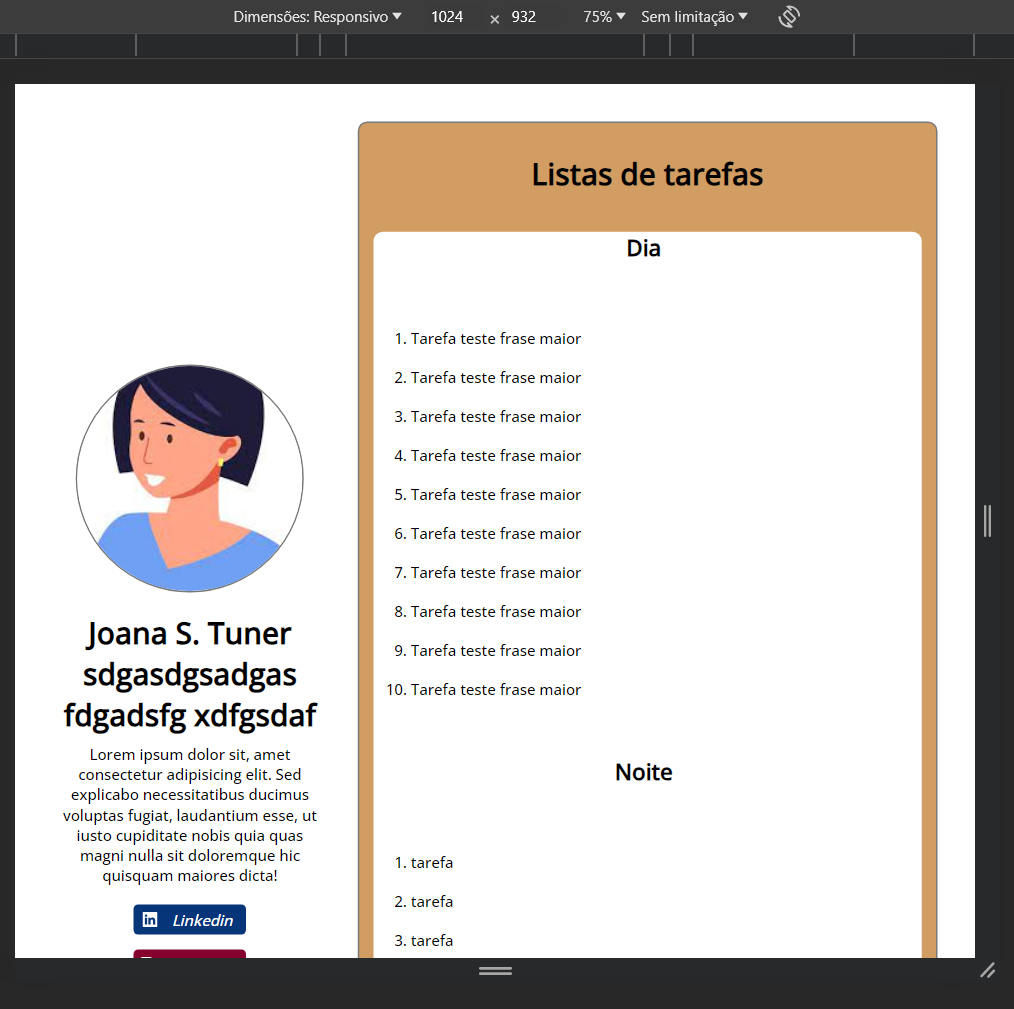 Dimensões: Responsivo 1024 × 932 75% Sem limitação
Listas de tarefas
Dia
1. Tarefa teste frase maior
2. Tarefa teste frase maior
3. Tarefa teste frase maior
4. Tarefa teste frase maior
5. Tarefa teste frase maior
6. Tarefa teste frase maior
7. Tarefa teste frase maior
8. Tarefa teste frase maior
9. Tarefa teste frase maior
10. Tarefa teste frase maior
Noite
1. tarefa
2. tarefa
3. tarefa
Joana S. Tuner
sdgasdgsadgas
fdgadsfg xdfgsdaf
Lorem ipsum dolor sit, amet
consectetur adipisicing elit. Sed
explicabo necessitatibus ducimus
voluptas fugiat, laudantium esse, ut
iusto cupiditate nobis quia quas
magni nulla sit doloremque hic
quisquam maiores dicta!
in Linkedin